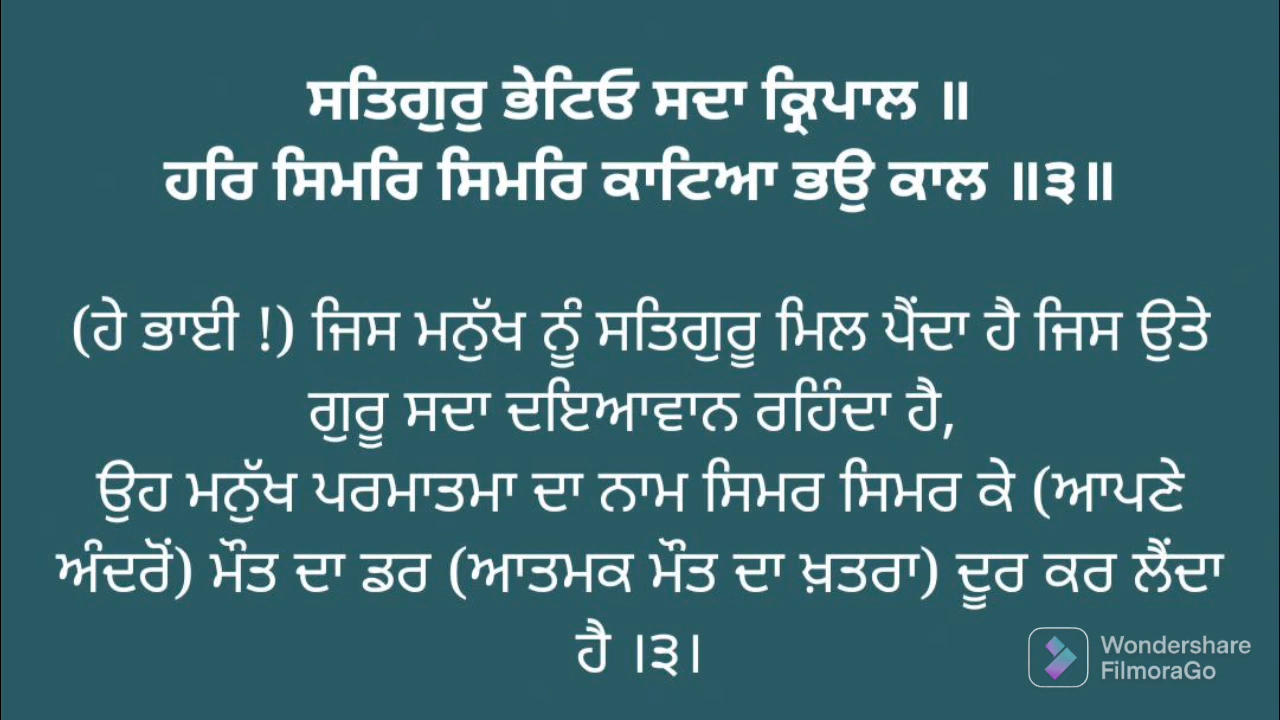 ਸਤਿਗੁਰੁ ਭੇਟਿਓ ਸਦਾ ਕ੍ਰਿਪਾਲ ॥
ਹਰਿ ਸਿਮਰਿ ਸਿਮਰਿ ਕਾਟਿਆ ਭਉ ਕਾਲ ॥੩॥
(ਹੇ ਭਾਈ !) ਜਿਸ ਮਨੁੱਖ ਨੂੰ ਸਤਿਗੁਰੂ ਮਿਲ ਪੈਂਦਾ ਹੈ ਜਿਸ ਉਤੇ
ਗੁਰੂ ਸਦਾ ਦਇਆਵਾਨ ਰਹਿੰਦਾ ਹੈ,
ਉਹ ਮਨੁੱਖ ਪਰਮਾਤਮਾ ਦਾ ਨਾਮ ਸਿਮਰ ਸਿਮਰ ਕੇ (ਆਪਣੇ
ਅੰਦਰੋਂ) ਮੌਤ ਦਾ ਡਰ (ਆਤਮਕ ਮੌਤ ਦਾ ਖ਼ਤਰਾ) ਦੂਰ ਕਰ ਲੈਂਦਾ
ਹੈ ।੩।
Wondershare
FilmoraGo